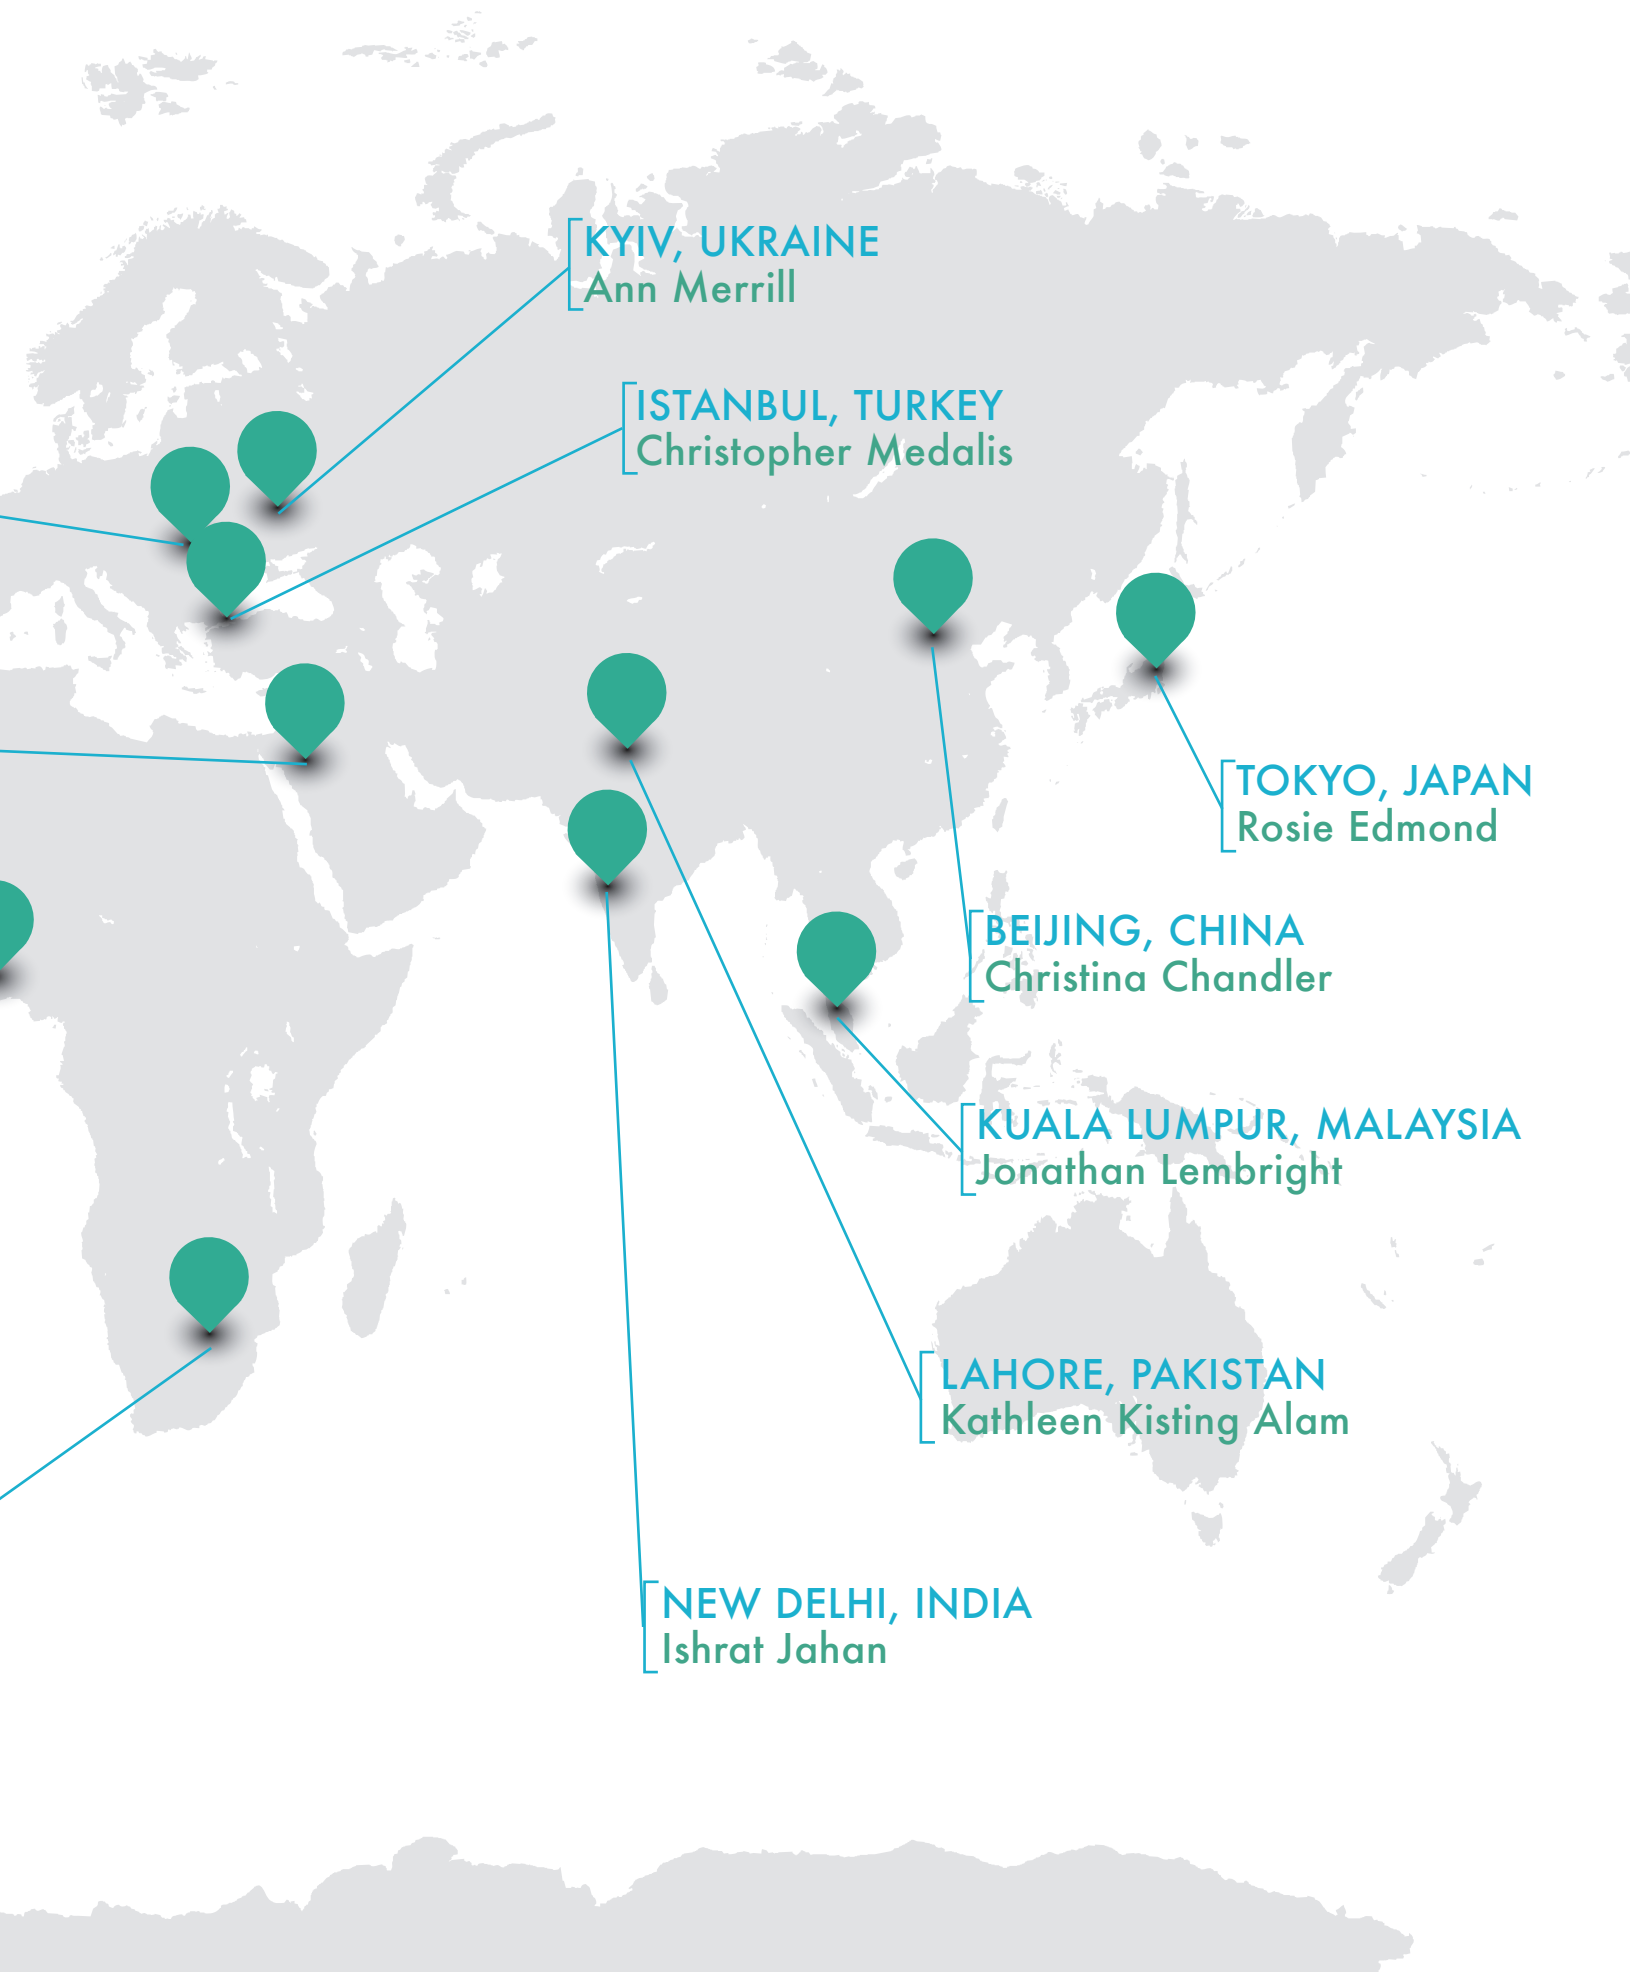 KYIV, UKRAINE
Ann Merrill
ISTANBUL, TURKEY
Christopher Medalis
TOKYO, JAPAN
Rosie Edmond
BEIJING, CHINA
Christina Chandler
KUALA LUMPUR, MALAYSIA
Jonathan Lembright
LAHORE, PAKISTAN
Kathleen Kisting Alam
NEW DELHI, INDIA
Ishrat Jahan